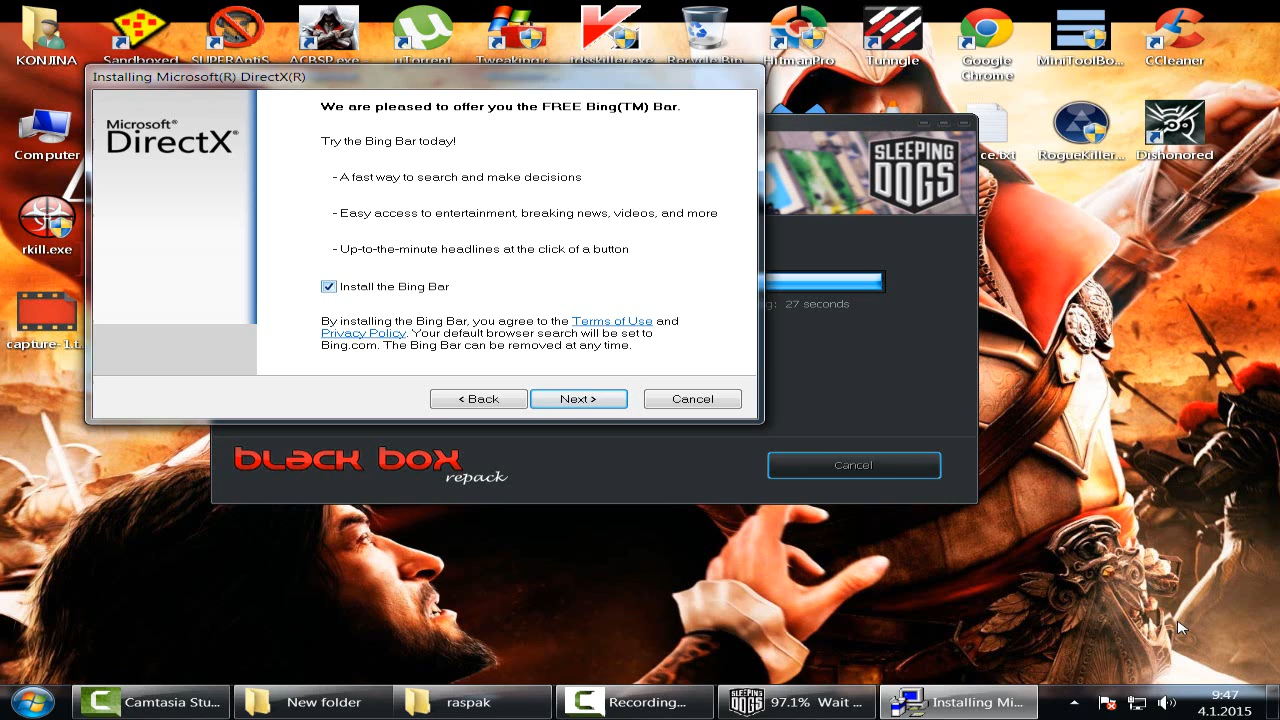 KONJINA
Sandboxed
SUPERAntiS...
ACBSP.exe
uTorrent
Tweaking.c
tdsskiller.exe
Recycle Bin
HitmanPro
Tunngle
Google
Chrome
MiniToolBo...
CCleaner
Computer
rkill.exe
capture-1.t...
ce.txt
RogueKiller...
Dishonored
Installing Microsoft(R) DirectX(R)
Microsoft®
DirectX®
We are pleased to offer you the FREE Bing(TM) Bar.
Try the Bing Bar today!
- A fast way to search and make decisions
- Easy access to entertainment, breaking news, videos, and more
- Up-to-the-minute headlines at the click of a button
Install the Bing Bar
By installing the Bing Bar, you agree to the Terms of Use and
Privacy Policy. Your default browser search will be set to
Bing.com. The Bing Bar can be removed at any time.
< Back
Next >
Cancel
SLEEPING
DOGS
g: 27 seconds
black box
repack
Cancel
Camtasia Stu...
New folder
raspak
Recording...
SLEEPING
DOGS
97.1% Wait ...
Installing Mi...
9:47
4.1.2015